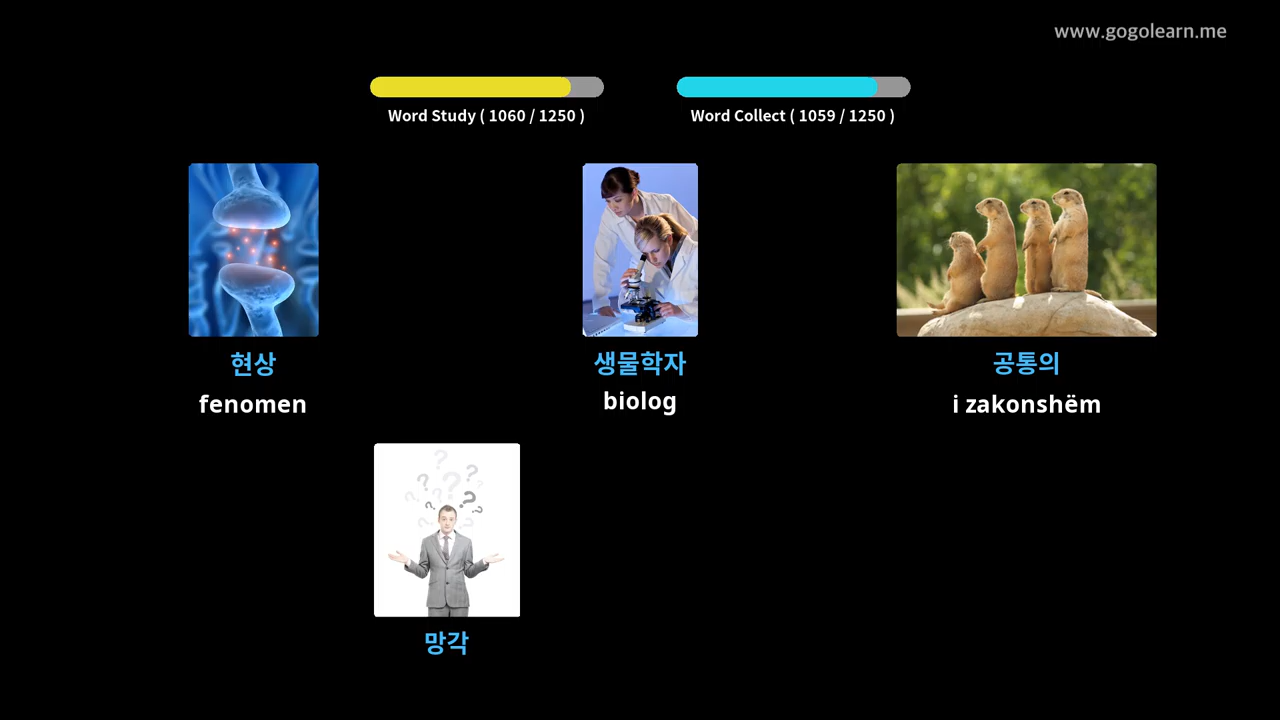 www.gogolearn.me
Word Study ( 1060 / 1250 )
Word Collect ( 1059 / 1250 )
현상
fenomen
생물학자
biolog
공통의
i zakonshëm
망각